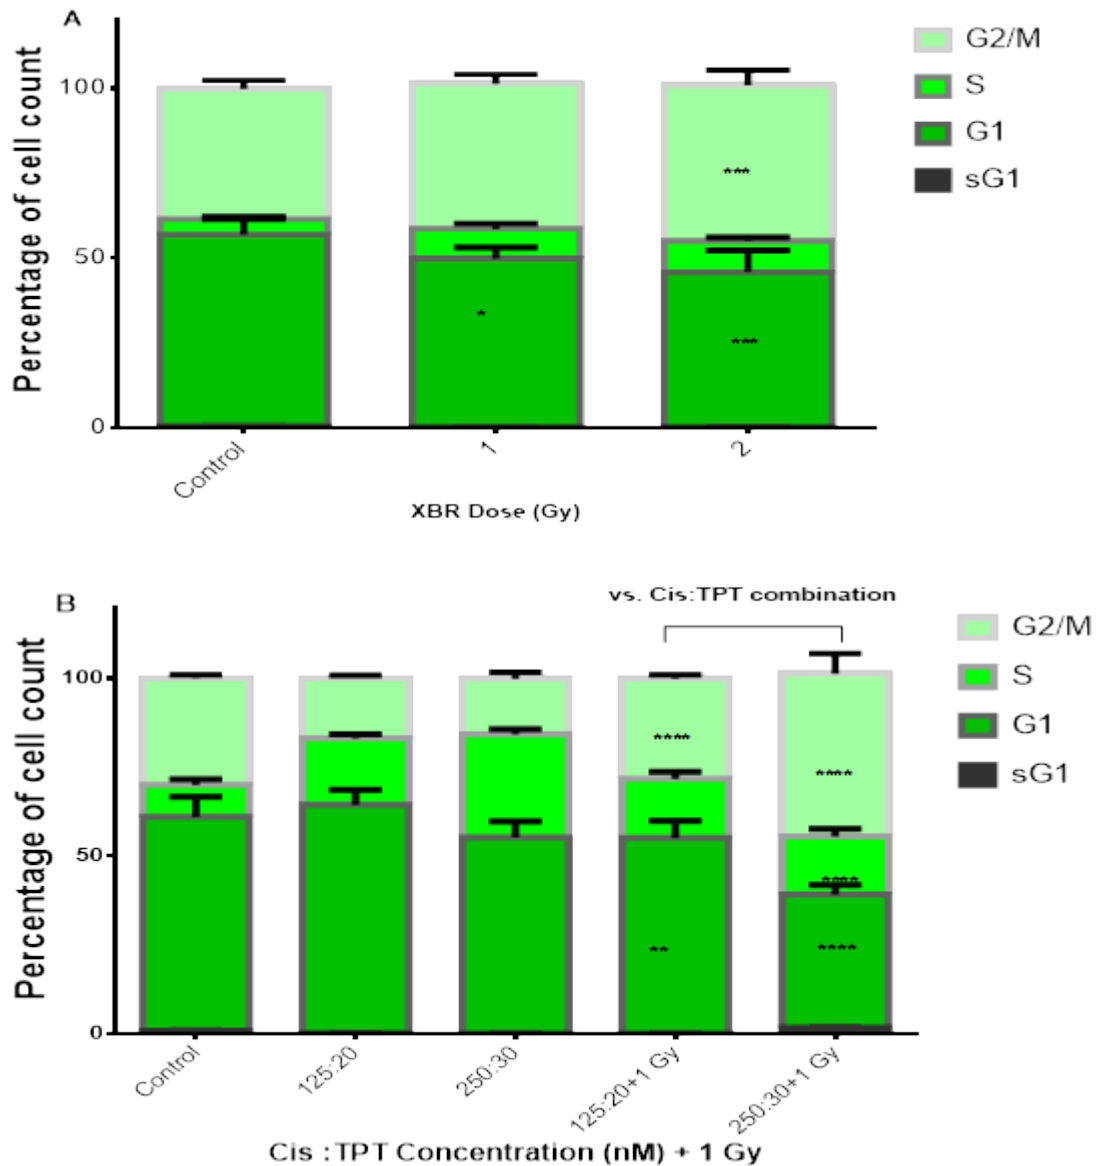 A
Percentage of cell count
100
50
0
***
*
***
Control
1
2
XBR Dose (Gy)
G2/M
S
G1
sG1
B
vs. Cis:TPT combination
Percentage of cell count
100
50
0
****
****
****
**
****
Control
125:20
250:30
125:20+1 Gy
250:30+1 Gy
Cis :TPT Concentration (nM) + 1 Gy
G2/M
S
G1
sG1